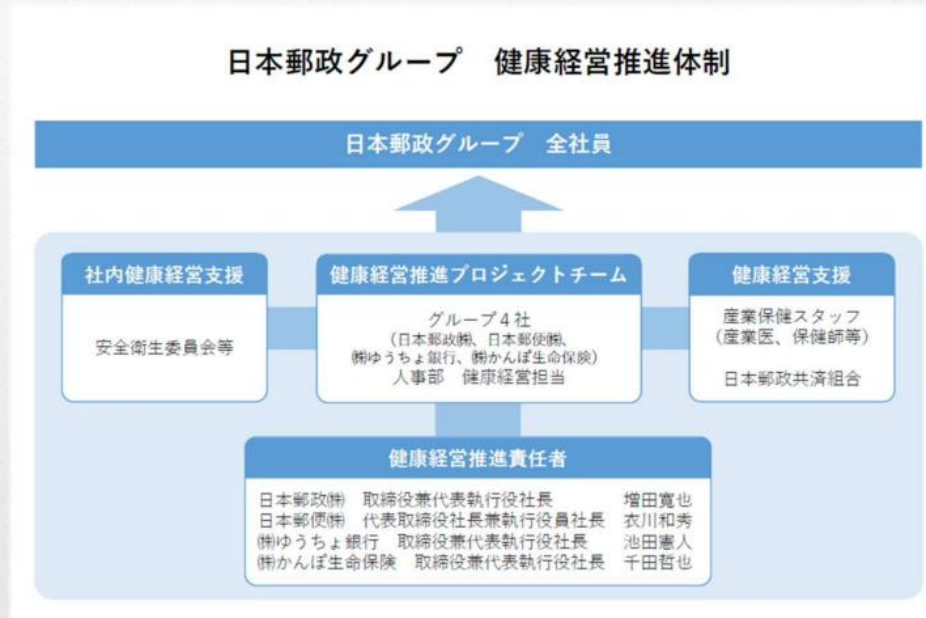 日本郵政グループ　健康経営推進体制
日本郵政グループ　全社員
社内健康経営支援
安全衛生委員会等
健康経営推進プロジェクトチーム
グループ４社
(日本郵政㈱、日本郵便㈱、
㈱ゆうちょ銀行、㈱かんぽ生命保険)
人事部　健康経営担当
健康経営支援
産業保健スタッフ
(産業医、保健師等)
日本郵政共済組合
健康経営推進責任者
日本郵政㈱　取締役兼代表執行役社長　増田寬也
日本郵便㈱　代表取締役社長兼執行役員社長　衣川和秀
㈱ゆうちょ銀行　取締役兼代表執行役社長　池田憲人
㈱かんぽ生命保険　取締役兼代表執行役社長　千田哲也